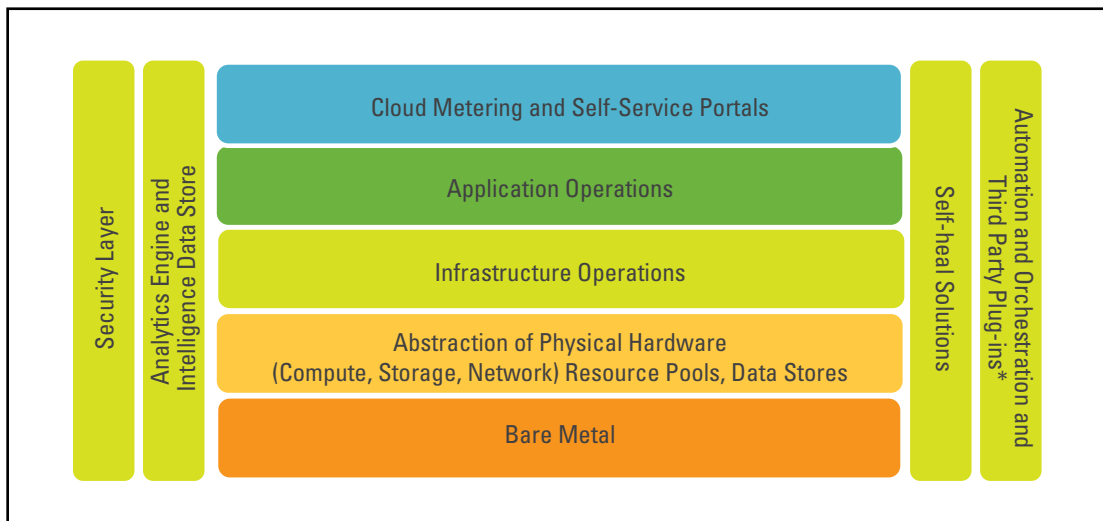 Security Layer
Analytics Engine and
Intelligence Data Store
Cloud Metering and Self-Service Portals
Application Operations
Infrastructure Operations
Abstraction of Physical Hardware
(Compute, Storage, Network) Resource Pools, Data Stores
Bare Metal
Self-heal Solutions
Automation and Orchestration and
Third Party Plug-ins*